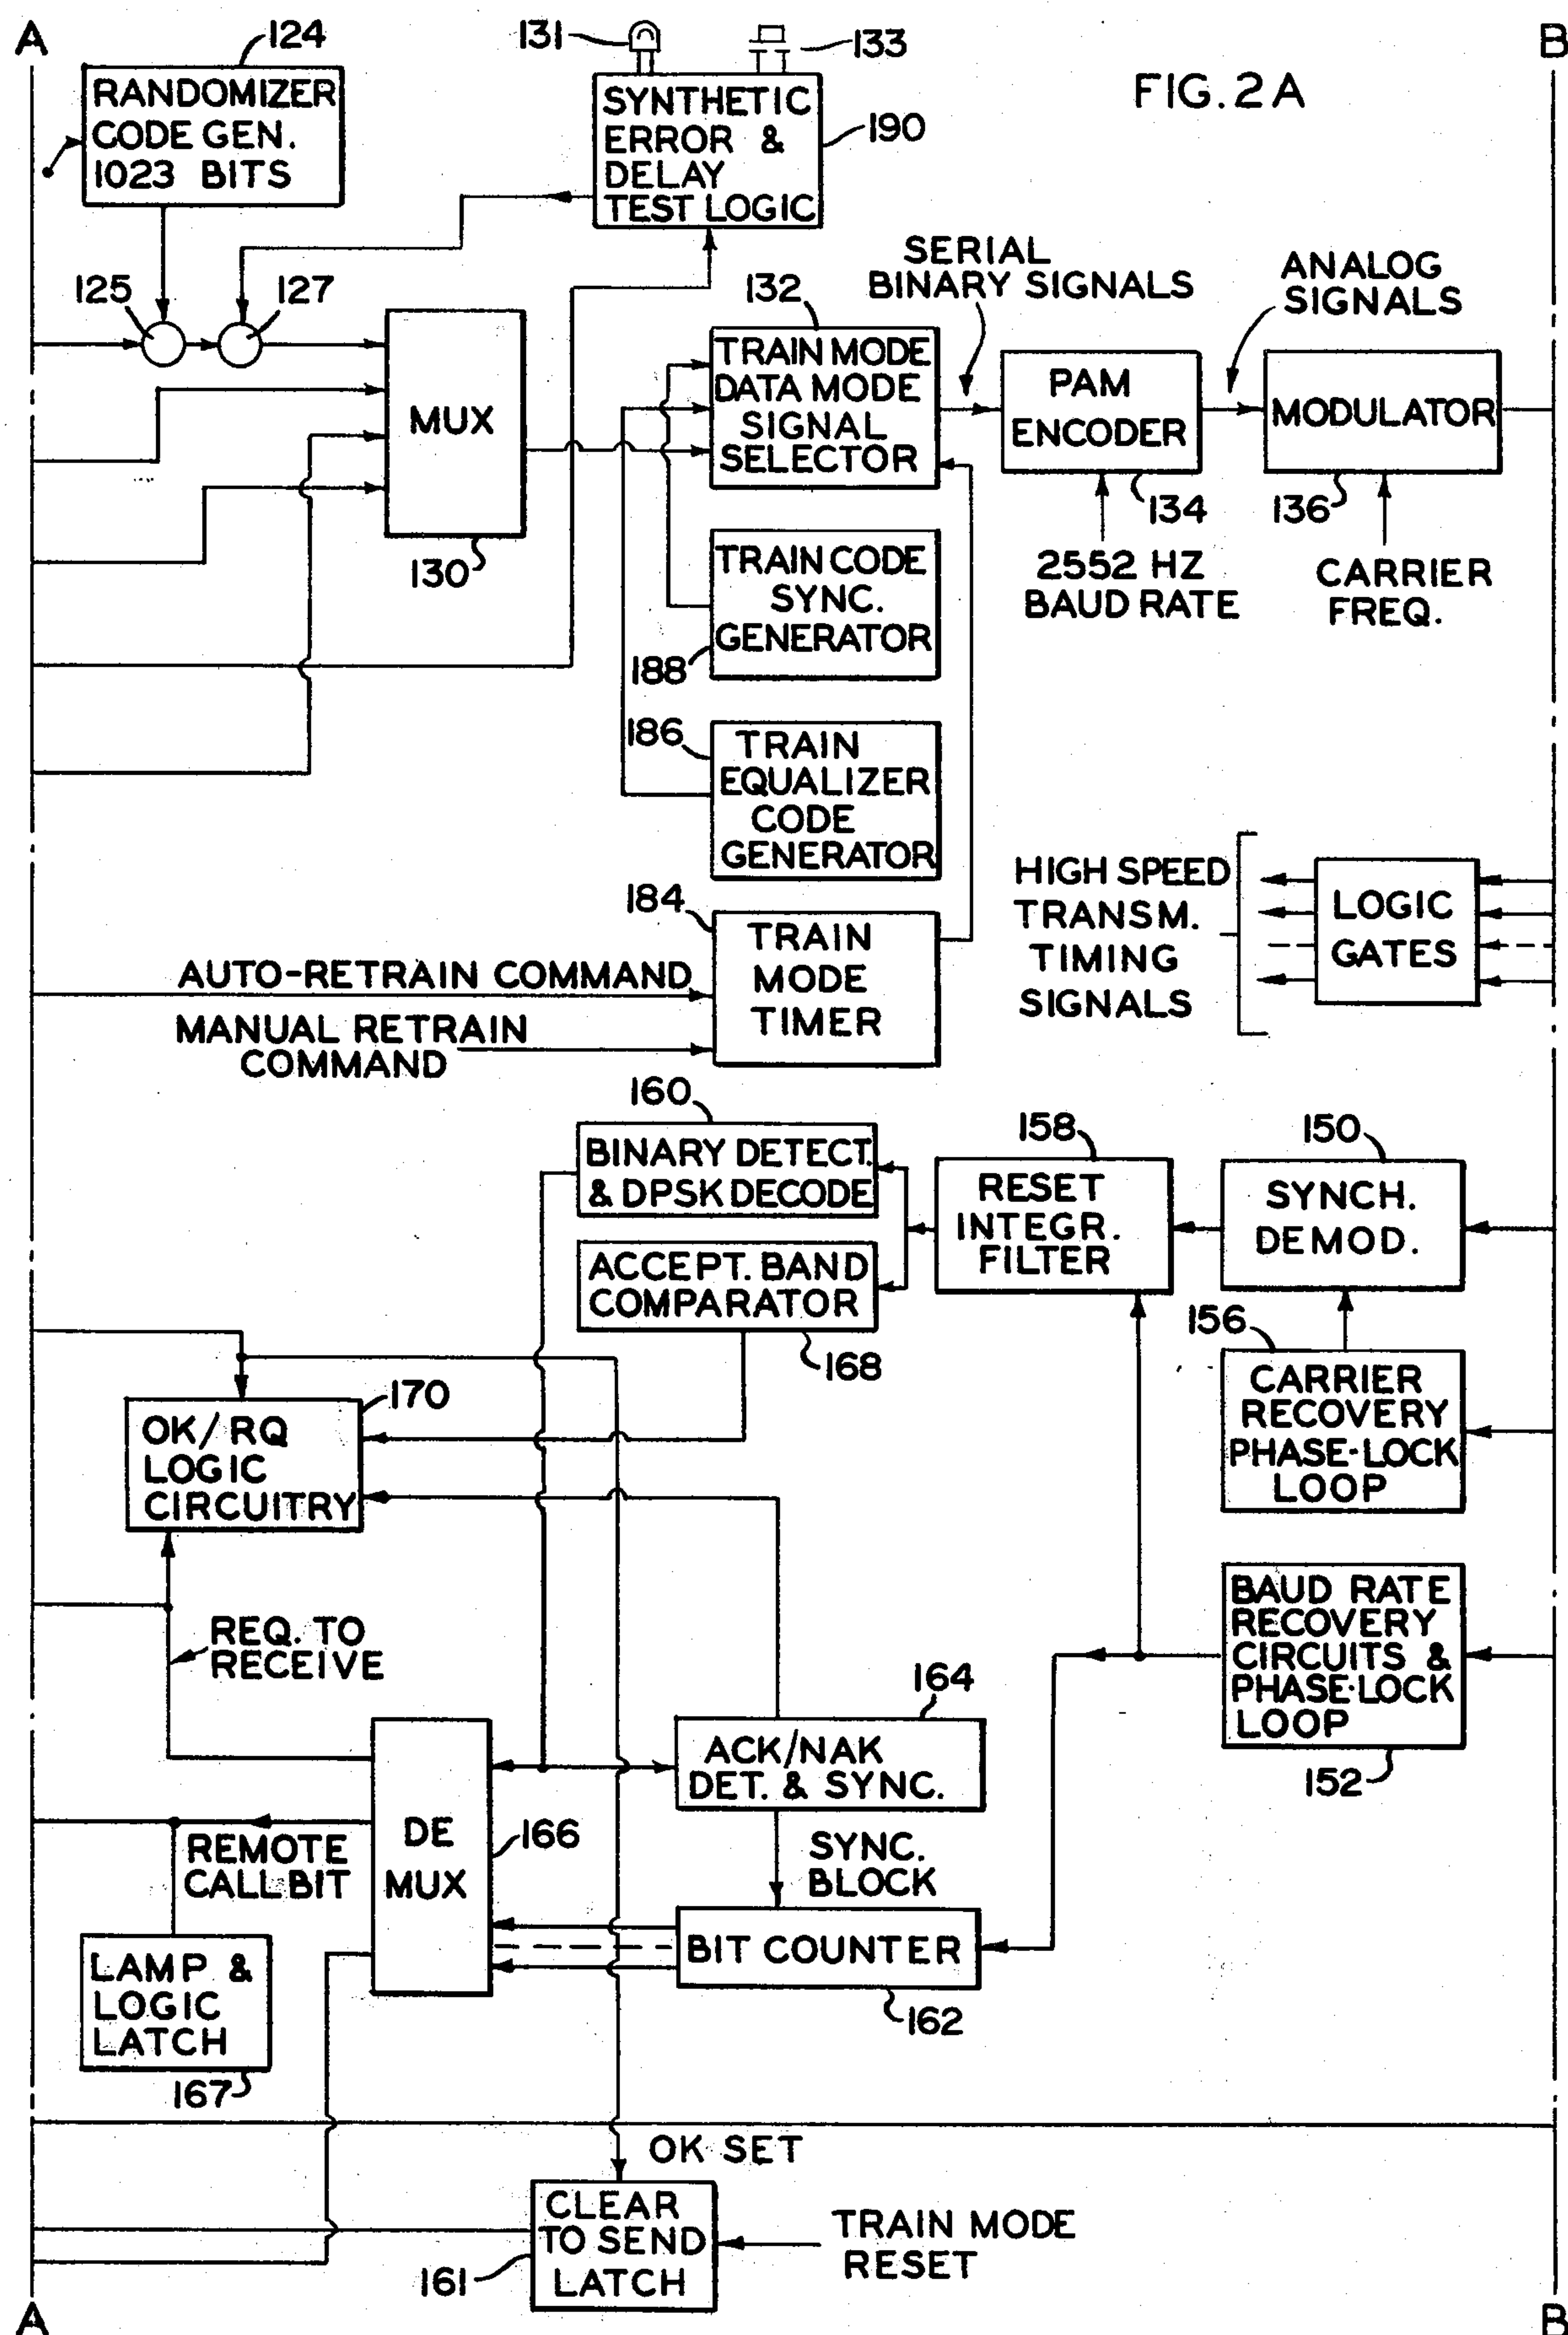 A
B
FIG. 2A
124
RANDOMIZER
CODE GEN.
1023 BITS
131
133
SYNTHETIC
ERROR &
DELAY
TEST LOGIC
190
125
127
MUX
130
132
TRAIN MODE
DATA MODE
SIGNAL
SELECTOR
SERIAL
BINARY SIGNALS
PAM
ENCODER
134
2552 HZ
BAUD RATE
ANALOG
SIGNALS
MODULATOR
136
CARRIER
FREQ.
TRAIN CODE
SYNC.
GENERATOR
188
186
TRAIN
EQUALIZER
CODE
GENERATOR
184
TRAIN
MODE
TIMER
AUTO-RETRAIN COMMAND
MANUAL RETRAIN
COMMAND
HIGH SPEED
TRANSM.
TIMING
SIGNALS
LOGIC
GATES
160
BINARY DETECT.
& DPSK DECODE
ACCEPT. BAND
COMPARATOR
168
158
RESET
INTEGR.
FILTER
150
SYNCH.
DEMOD.
156
CARRIER
RECOVERY
PHASE-LOCK
LOOP
170
OK/RQ
LOGIC
CIRCUITRY
REQ. TO
RECEIVE
BAUD RATE
RECOVERY
CIRCUITS &
PHASE-LOCK
LOOP
152
164
ACK/NAK
DET. & SYNC.
SYNC.
BLOCK
DE
MUX
166
REMOTE
CALL BIT
BIT COUNTER
162
LAMP &
LOGIC
LATCH
167
OK SET
CLEAR
TO SEND
LATCH
161
TRAIN MODE
RESET
A
B